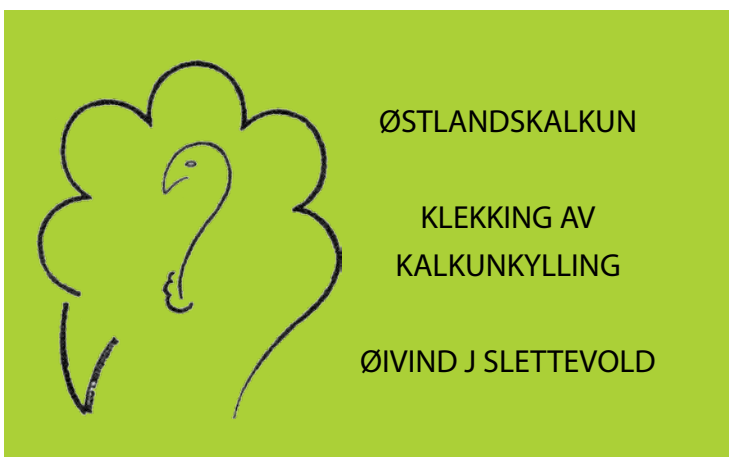 ØSTLANDSKALKUN
KLEKKING AV
KALKUNKYLLING
ØIVIND J SLETTEVOLD